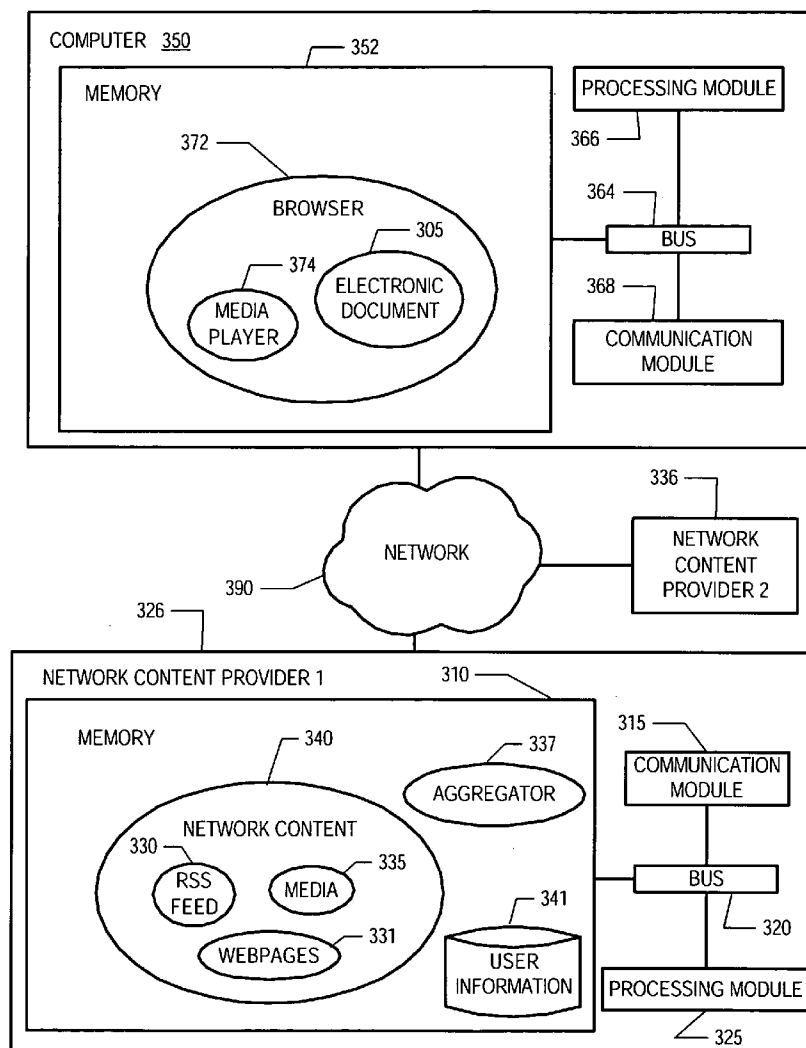 COMPUTER 350
352
MEMORY
PROCESSING MODULE
366
372
BROWSER
364
BUS
305
374
ELECTRONIC
DOCUMENT
MEDIA
PLAYER
368
COMMUNICATION
MODULE
336
NETWORK
390
NETWORK
CONTENT
PROVIDER 2
326
NETWORK CONTENT PROVIDER 1
310
MEMORY
340
337
AGGREGATOR
315
COMMUNICATION
MODULE
NETWORK CONTENT
330
RSS
FEED
MEDIA
335
BUS
320
WEBPAGES
331
341
USER
INFORMATION
PROCESSING MODULE
325